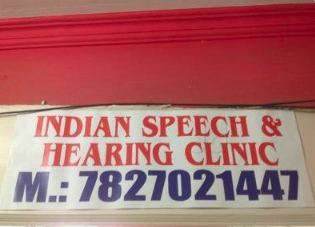 INDIAN SPEECH &
HEARING CLINIC
M.: 7827021447